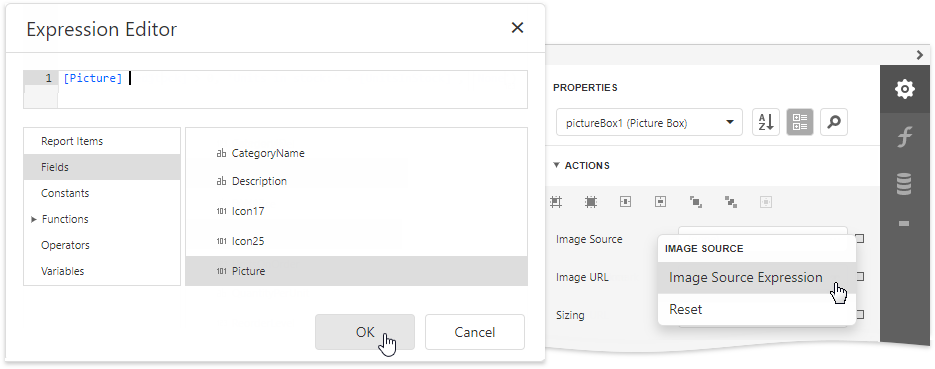 Expression Editor
1 [Picture]
Report Items
Fields
Constants
Functions
Operators
Variables
ab CategoryName
ab Description
101 Icon17
101 Icon25
101 Picture
OK
Cancel
PROPERTIES
pictureBox1 (Picture Box)
A
Z
ACTIONS
Image Source
Image URL
Sizing
IMAGE SOURCE
Image Source Expression
Reset